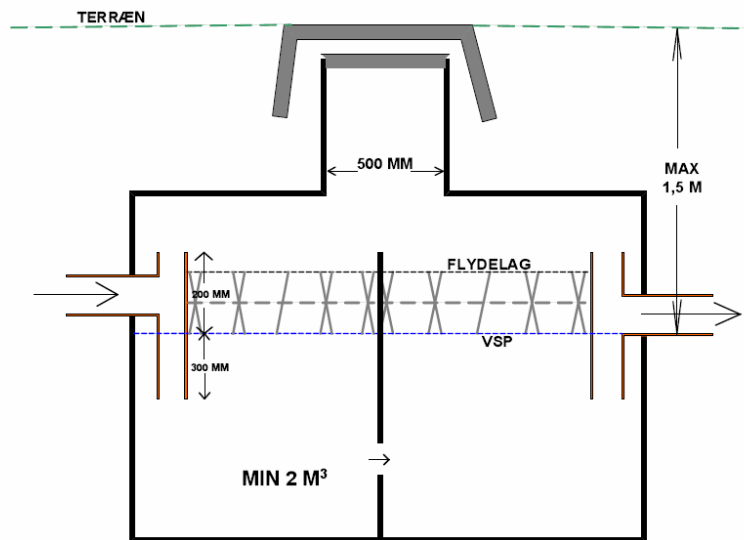 TERRÆN
500 MM
MAX
1,5 M
FLYDELAG
200 MM
VSP
300 MM
MIN 2 M³